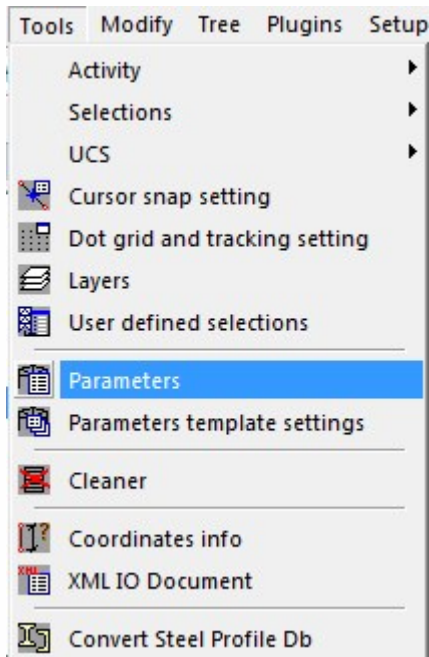 Tools Modify Tree Plugins Setup
Activity
Selections
UCS
Cursor snap setting
Dot grid and tracking setting
Layers
User defined selections
Parameters
Parameters template settings
Cleaner
Coordinates info
XML IO Document
Convert Steel Profile Db